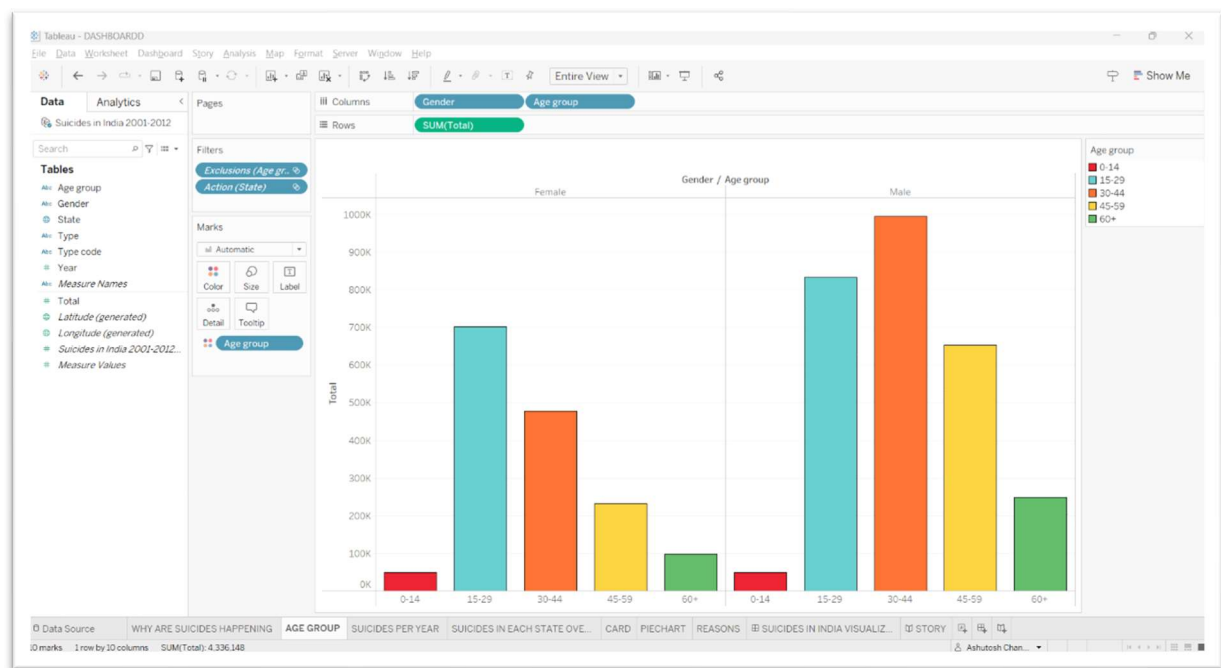 Tableau - DASHBOARDD
File Data Worksheet Dashboard Story Analysis Map Format Server Window Help
Entire View
Show Me
Data Analytics
Suicides in India 2001-2012
Search
Tables
Age group
Gender
State
Type
Type code
Year
Measure Names
Total
Latitude (generated)
Longitude (generated)
Suicides in India 2001-2012...
Measure Values
Pages
Filters
Exclusions (Age gr..
Action (State)
Marks
Automatic
Color Size Label
Detail Tooltip
Age group
Columns Gender Age group
Rows SUM(Total)
Gender / Age group
Female Male
Total
1000K
900K
800K
700K
600K
500K
400K
300K
200K
100K
0K
0-14 15-29 30-44 45-59 60+ 0-14 15-29 30-44 45-59 60+
Age group
0-14
15-29
30-44
45-59
60+
Data Source WHY ARE SUICIDES HAPPENING AGE GROUP SUICIDES PER YEAR SUICIDES IN EACH STATE OVE... CARD PIECHART REASONS SUICIDES IN INDIA VISUALIZ... STORY
10 marks 1 row by 10 columns SUM(Total): 4,336,148
Ashutosh Chan...